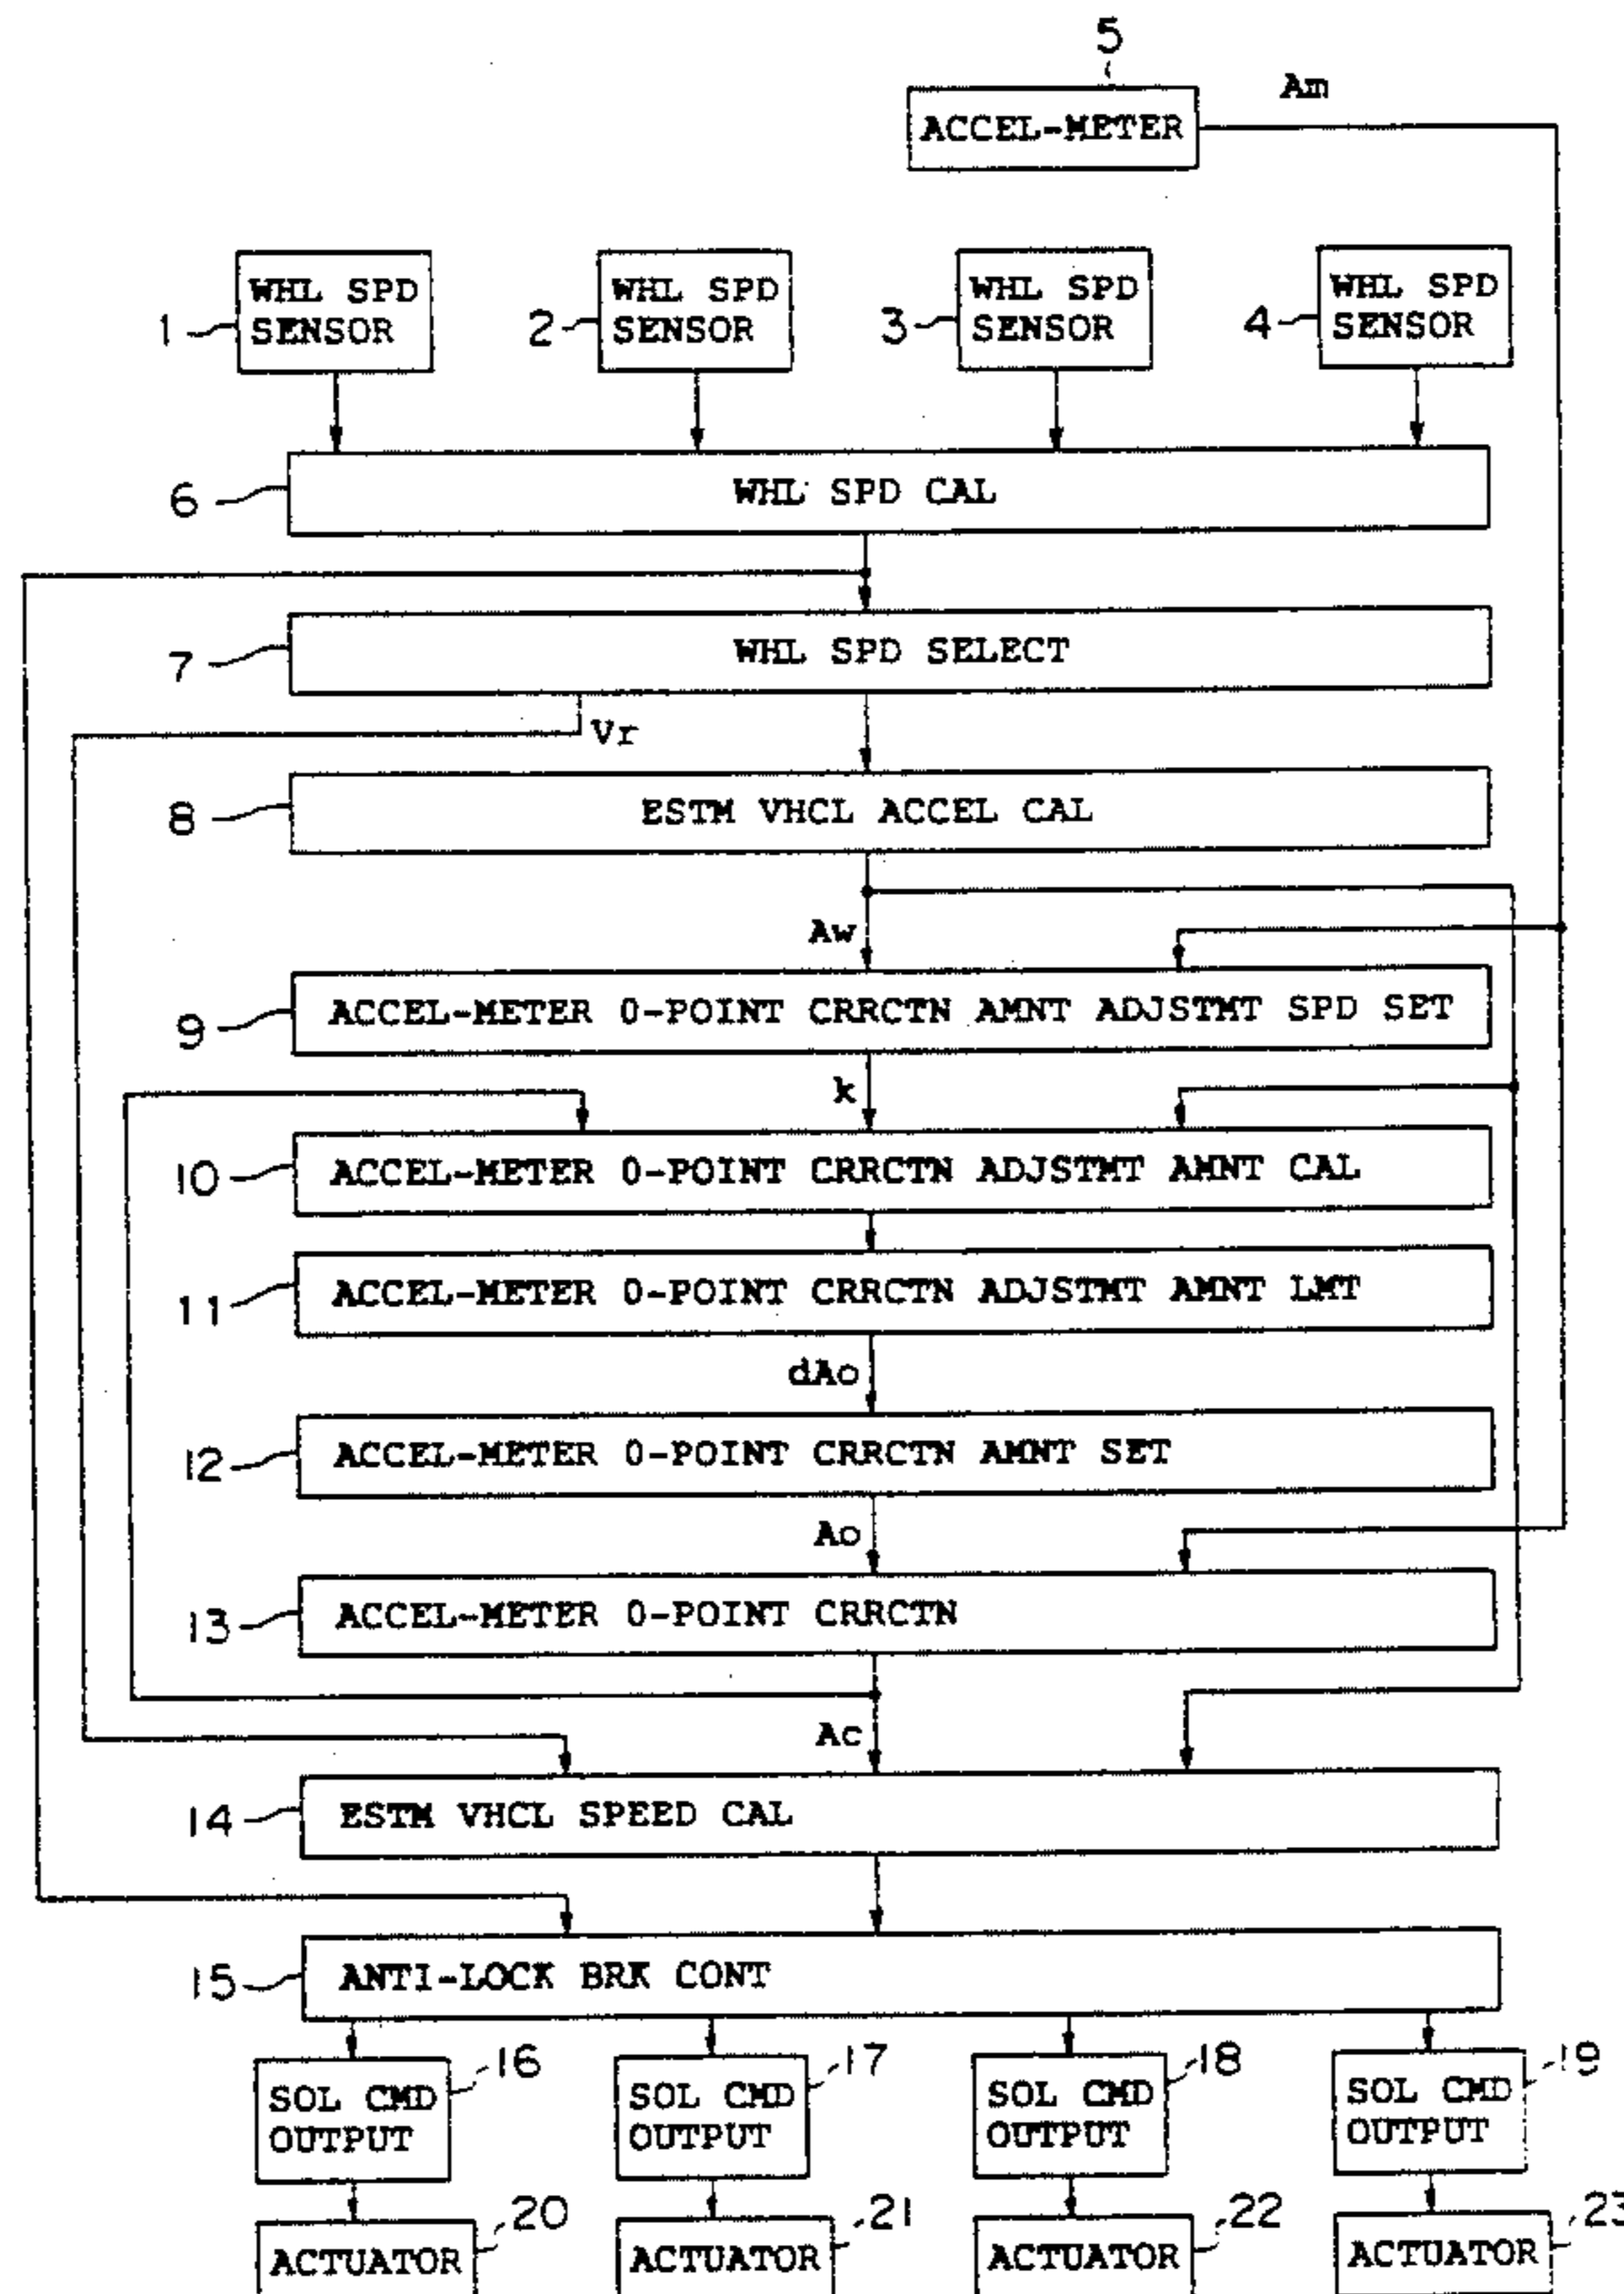 5
Am
ACCEL-METER
WHL SPD
SENSOR
1
WHL SPD
SENSOR
2
WHL SPD
SENSOR
3
WHL SPD
SENSOR
4
6
WHL SPD CAL
7
WHL SPD SELECT
Vr
8
ESTM VHCL ACCEL CAL
Aw
9
ACCEL-METER 0-POINT CRRCTN AMNT ADJSTMT SPD SET
k
10
ACCEL-METER 0-POINT CRRCTN ADJSTMT AMNT CAL
11
ACCEL-METER 0-POINT CRRCTN ADJSTMT AMNT LMT
dAo
12
ACCEL-METER 0-POINT CRRCTN AMNT SET
Ao
13
ACCEL-METER 0-POINT CRRCTN
Ac
14
ESTM VHCL SPEED CAL
15
ANTI-LOCK BRK CONT
16
SOL CMD
OUTPUT
17
SOL CMD
OUTPUT
18
SOL CMD
OUTPUT
19
SOL CMD
OUTPUT
20
ACTUATOR
21
ACTUATOR
22
ACTUATOR
23
ACTUATOR